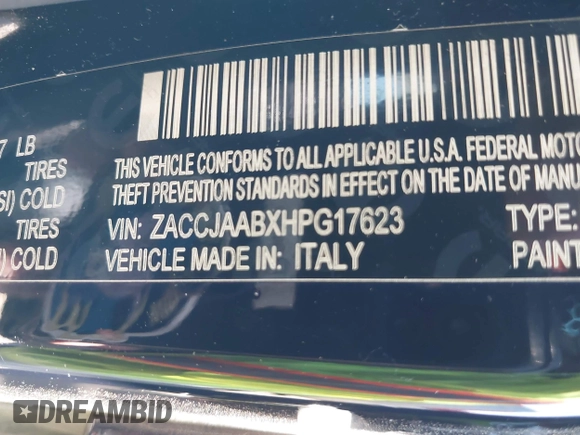 7 LB
TIRES
SI) COLD
TIRES
I) COLD
THIS VEHICLE CONFORMS TO ALL APPLICABLE U.S.A. FEDERAL MOTO
THEFT PREVENTION STANDARDS IN EFFECT ON THE DATE OF MANU
VIN: ZACCJAABXHPG17623 TYPE:
VEHICLE MADE IN: ITALY PAINT
DREAMBID